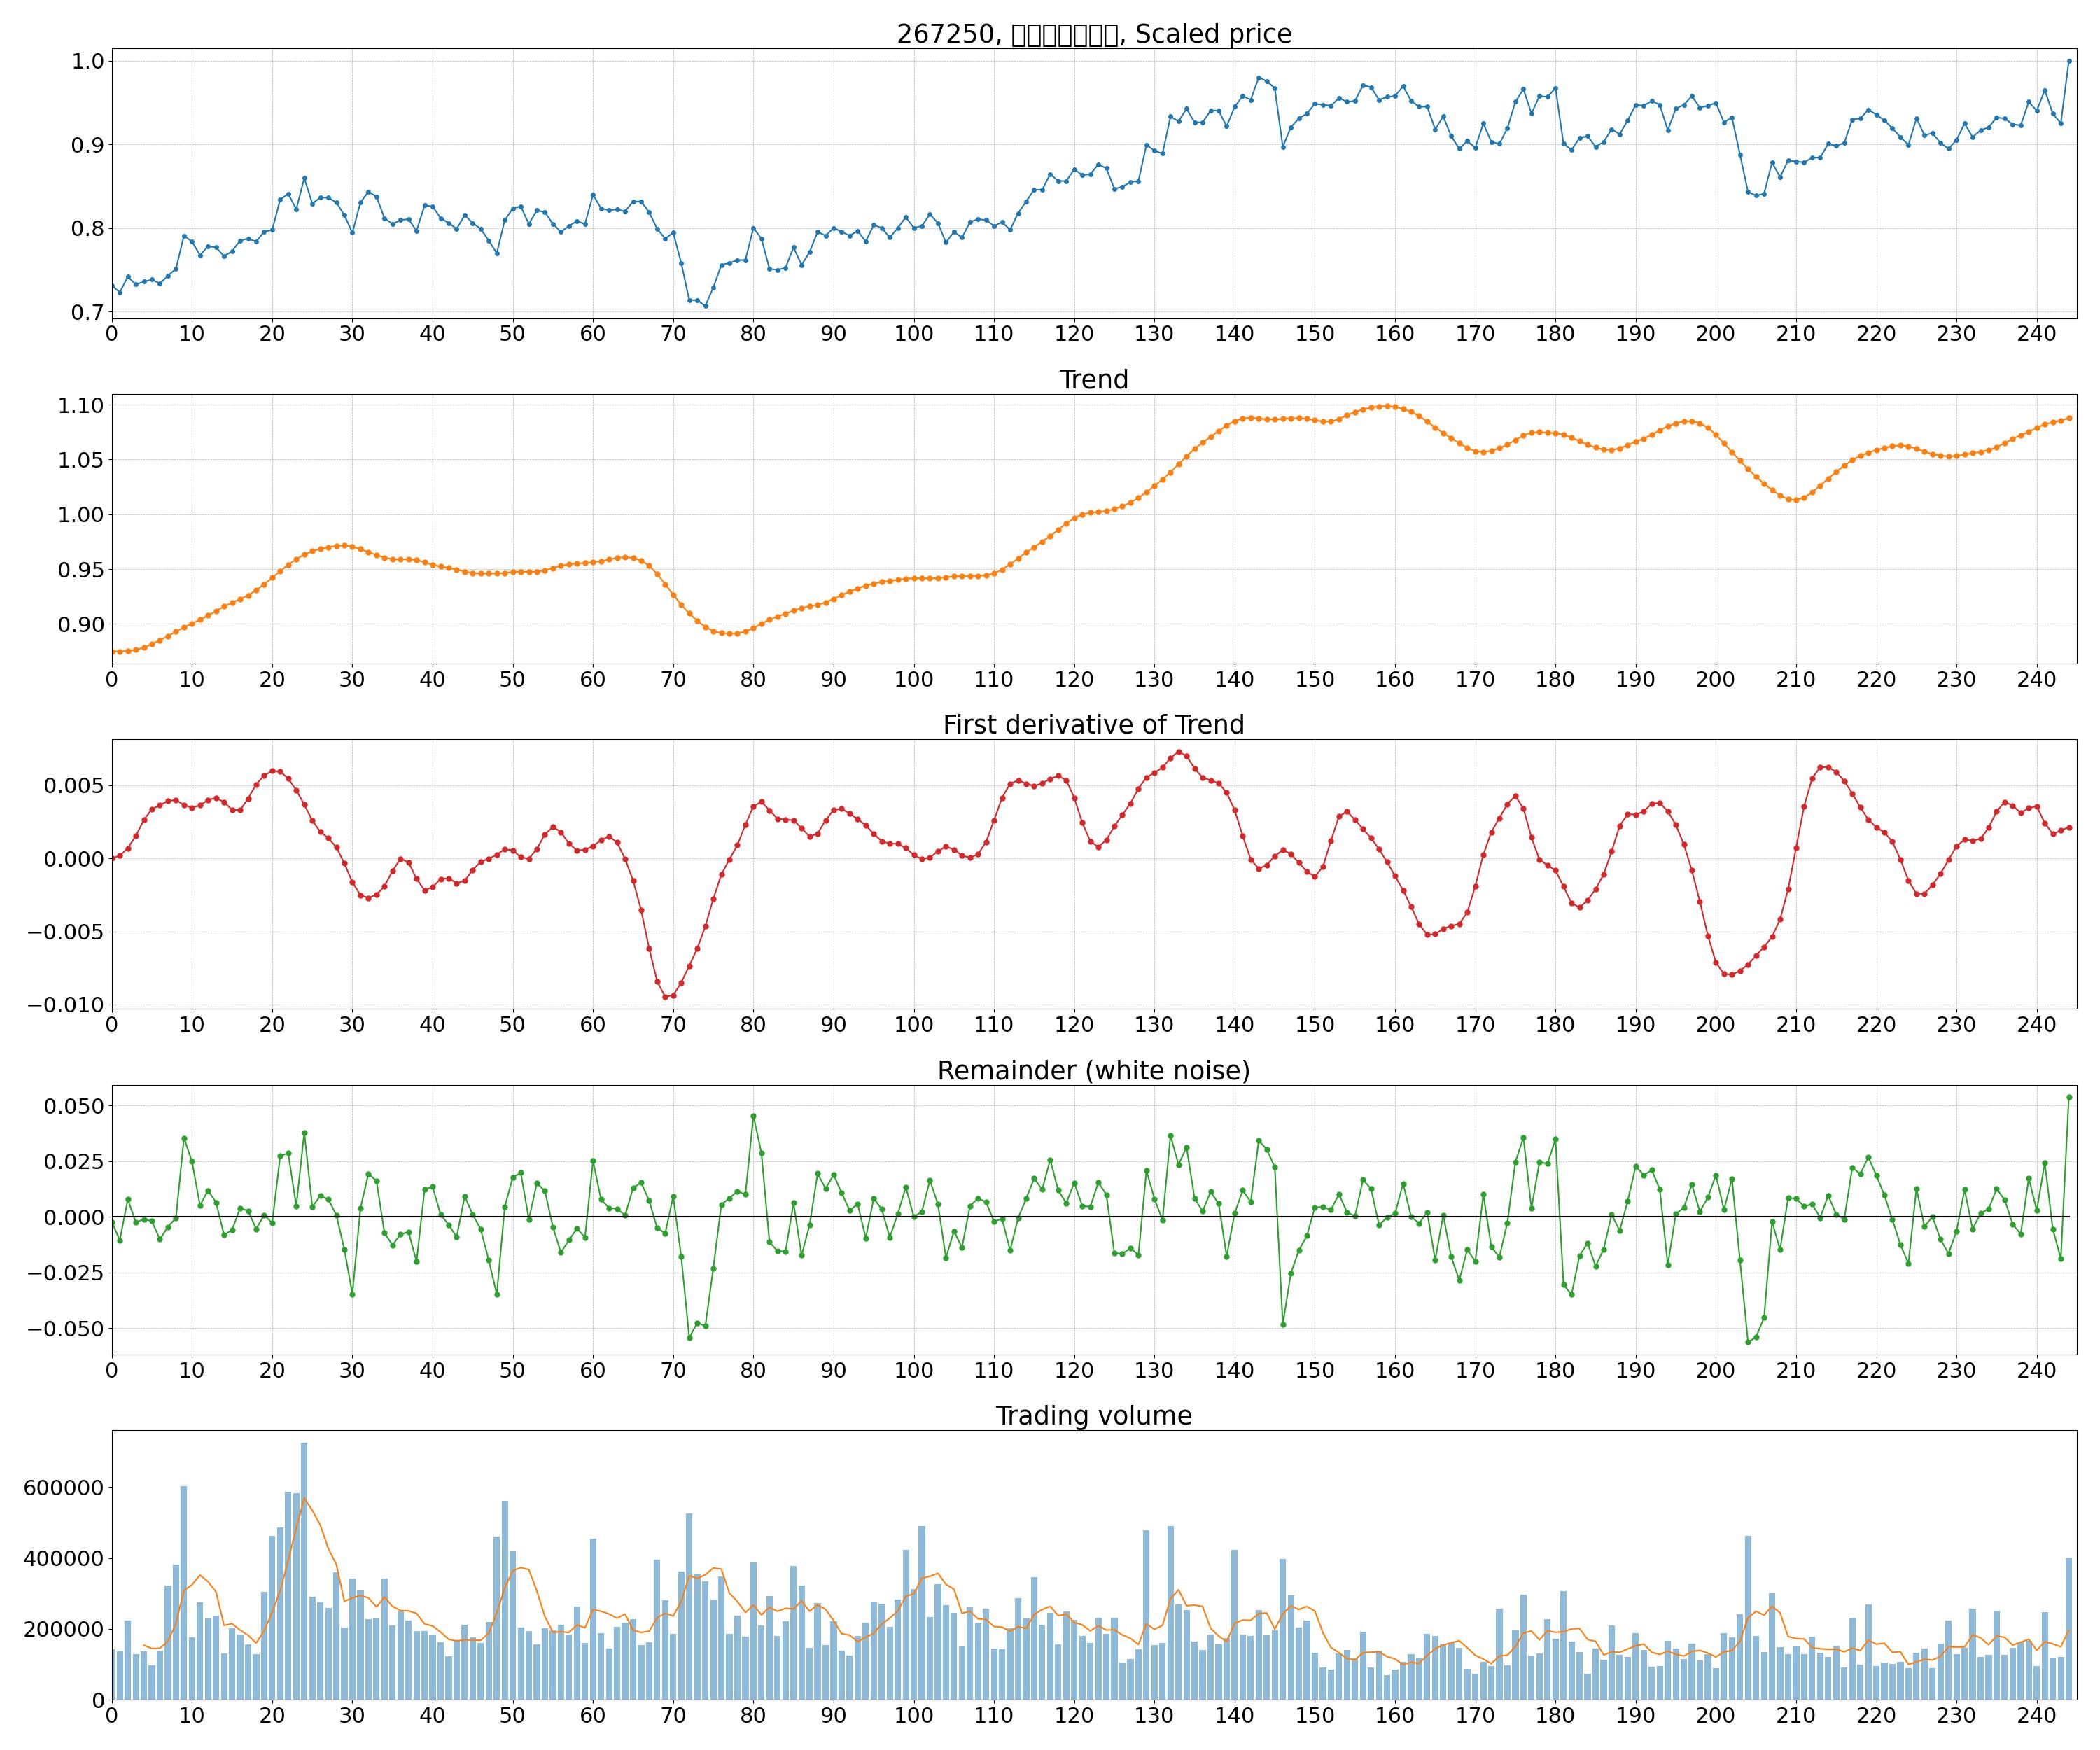 267250, □□□□□□□, Scaled price
1.0
0.9
0.8
0.7
0 10 20 30 40 50 60 70 80 90 100 110 120 130 140 150 160 170 180 190 200 210 220 230 240
Trend
1.10
1.05
1.00
0.95
0.90
0 10 20 30 40 50 60 70 80 90 100 110 120 130 140 150 160 170 180 190 200 210 220 230 240
First derivative of Trend
0.005
0.000
−0.005
−0.010
0 10 20 30 40 50 60 70 80 90 100 110 120 130 140 150 160 170 180 190 200 210 220 230 240
Remainder (white noise)
0.050
0.025
0.000
−0.025
−0.050
0 10 20 30 40 50 60 70 80 90 100 110 120 130 140 150 160 170 180 190 200 210 220 230 240
Trading volume
600000
400000
200000
0
0 10 20 30 40 50 60 70 80 90 100 110 120 130 140 150 160 170 180 190 200 210 220 230 240